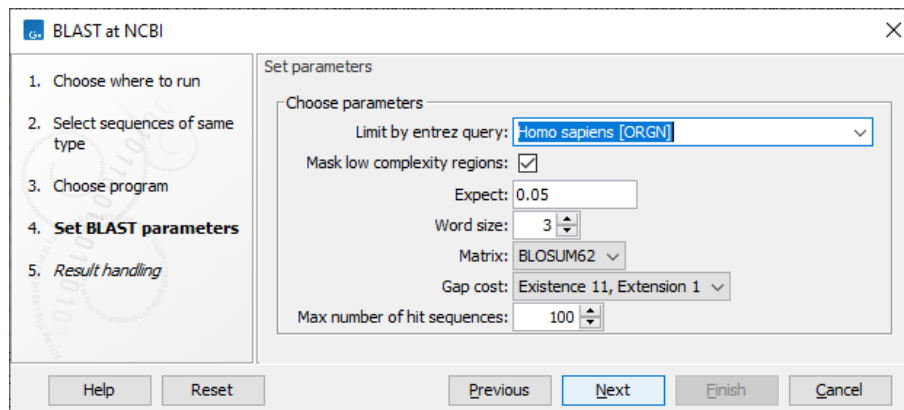 BLAST at NCBI
1. Choose where to run
2. Select sequences of same
type
3. Choose program
4. Set BLAST parameters
5. Result handling
Set parameters
Choose parameters
Limit by entrez query: Homo sapiens [ORGN]
Mask low complexity regions:
Expect: 0.05
Word size: 3
Matrix: BLOSUM62
Gap cost: Existence 11, Extension 1
Max number of hit sequences: 100
Help Reset Previous Next Finish Cancel